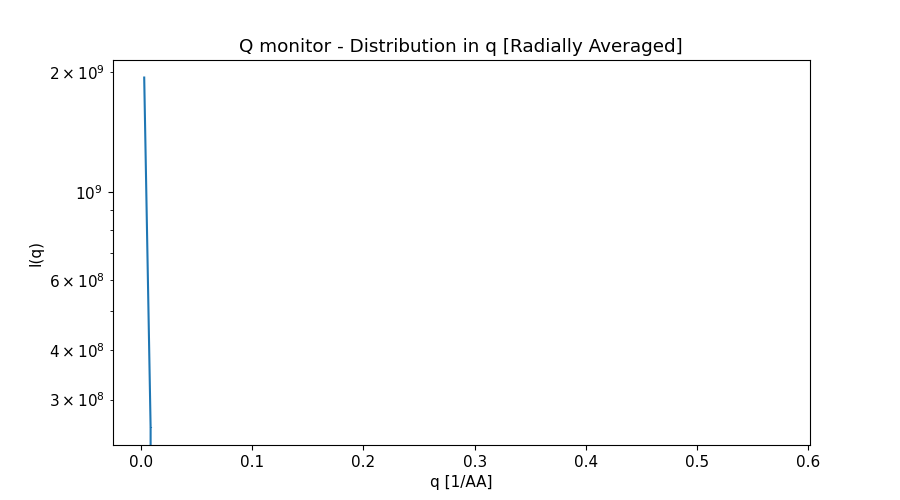 Q monitor - Distribution in q [Radially Averaged]
2 × 10⁹
10⁹
6 × 10⁸
4 × 10⁸
3 × 10⁸
I(q)
0.0 0.1 0.2 0.3 0.4 0.5 0.6
q [1/AA]